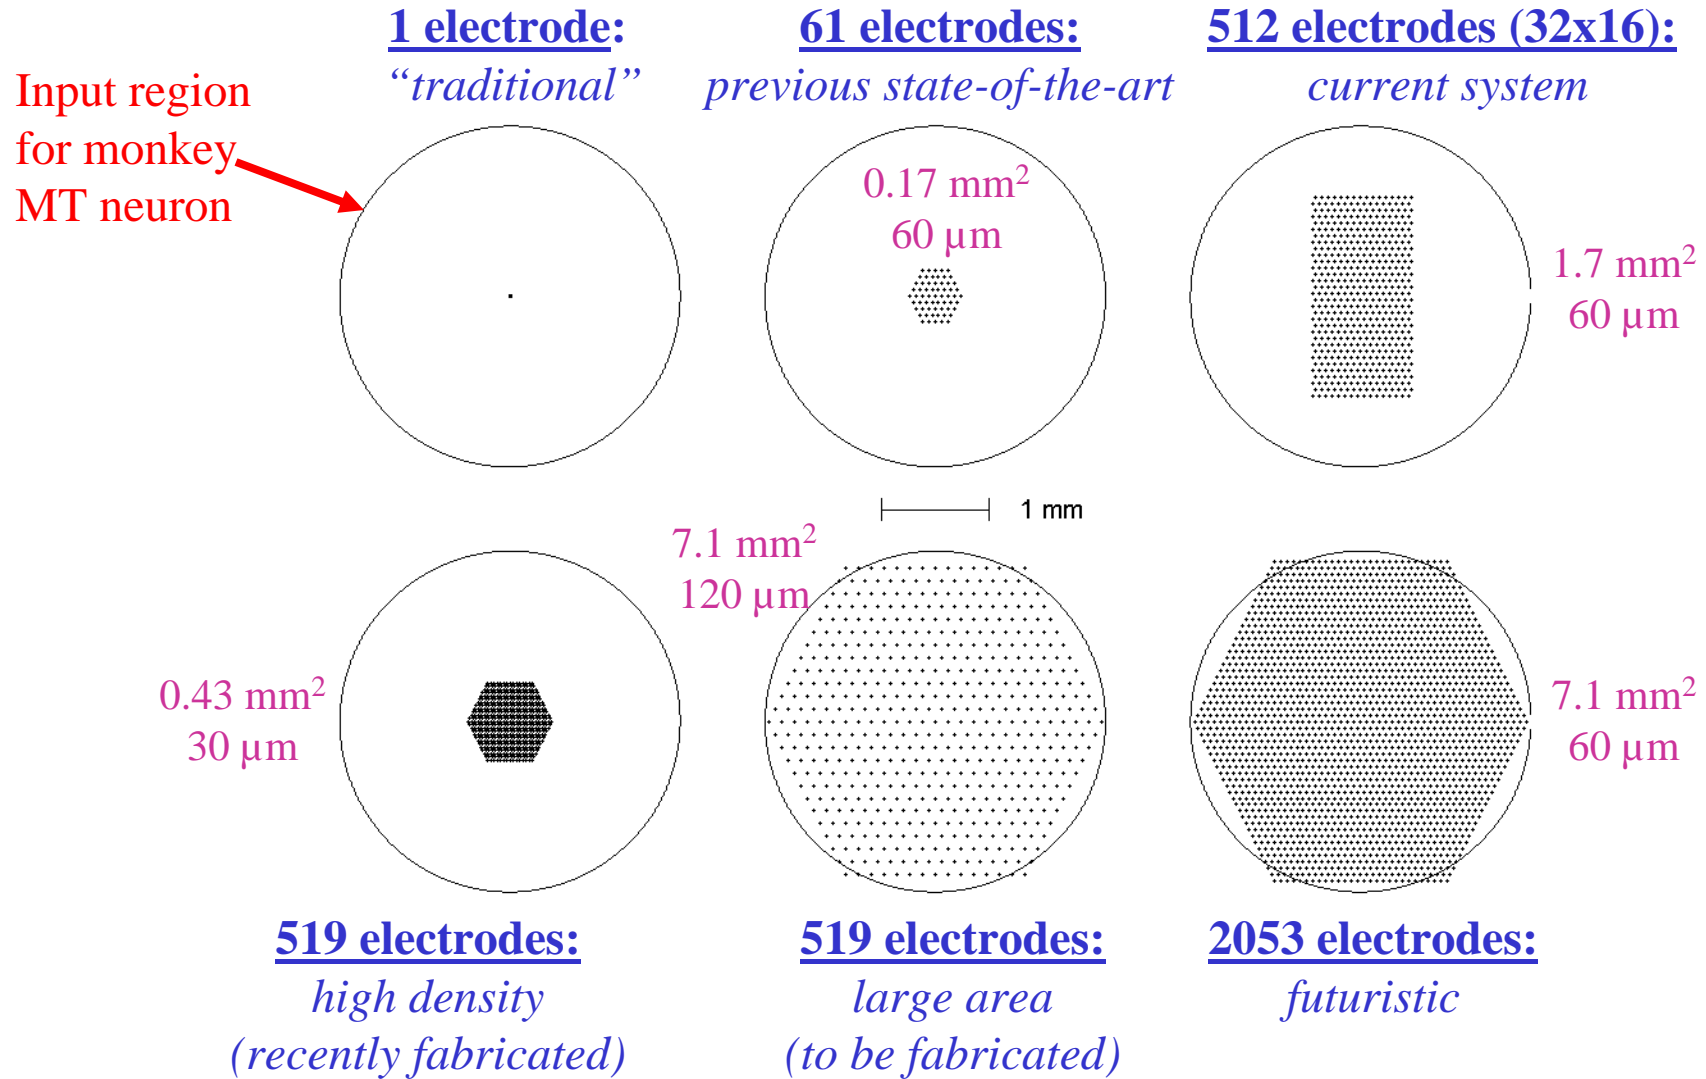 Input region
for monkey
MT neuron
1 electrode:
“traditional”
61 electrodes:
previous state-of-the-art
512 electrodes (32x16):
current system
0.17 mm²
60 µm
1.7 mm²
60 µm
1 mm
0.43 mm²
30 µm
7.1 mm²
120 µm
7.1 mm²
60 µm
519 electrodes:
high density
(recently fabricated)
519 electrodes:
large area
(to be fabricated)
2053 electrodes:
futuristic